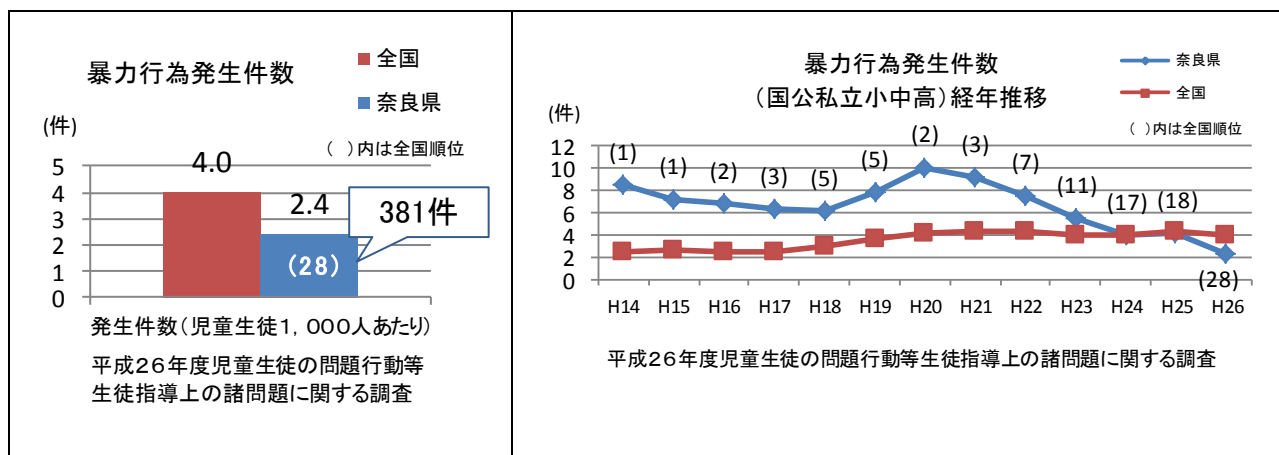 暴力行為発生件数
全国
奈良県
(件)
( )内は全国順位
5
4
3
2
1
0
4.0
2.4
(28)
381件
発生件数(児童生徒1,000人あたり)
平成26年度児童生徒の問題行動等
生徒指導上の諸問題に関する調査
暴力行為発生件数
(国公私立小中高)経年推移
奈良県
全国
(件)
( )内は全国順位
12
10
8
6
4
2
0
(1)
(1)
(2)
(3)
(5)
(5)
(2)
(3)
(7)
(11)
(17)
(18)
(28)
H14 H15 H16 H17 H18 H19 H20 H21 H22 H23 H24 H25 H26
平成26年度児童生徒の問題行動等生徒指導上の諸問題に関する調査